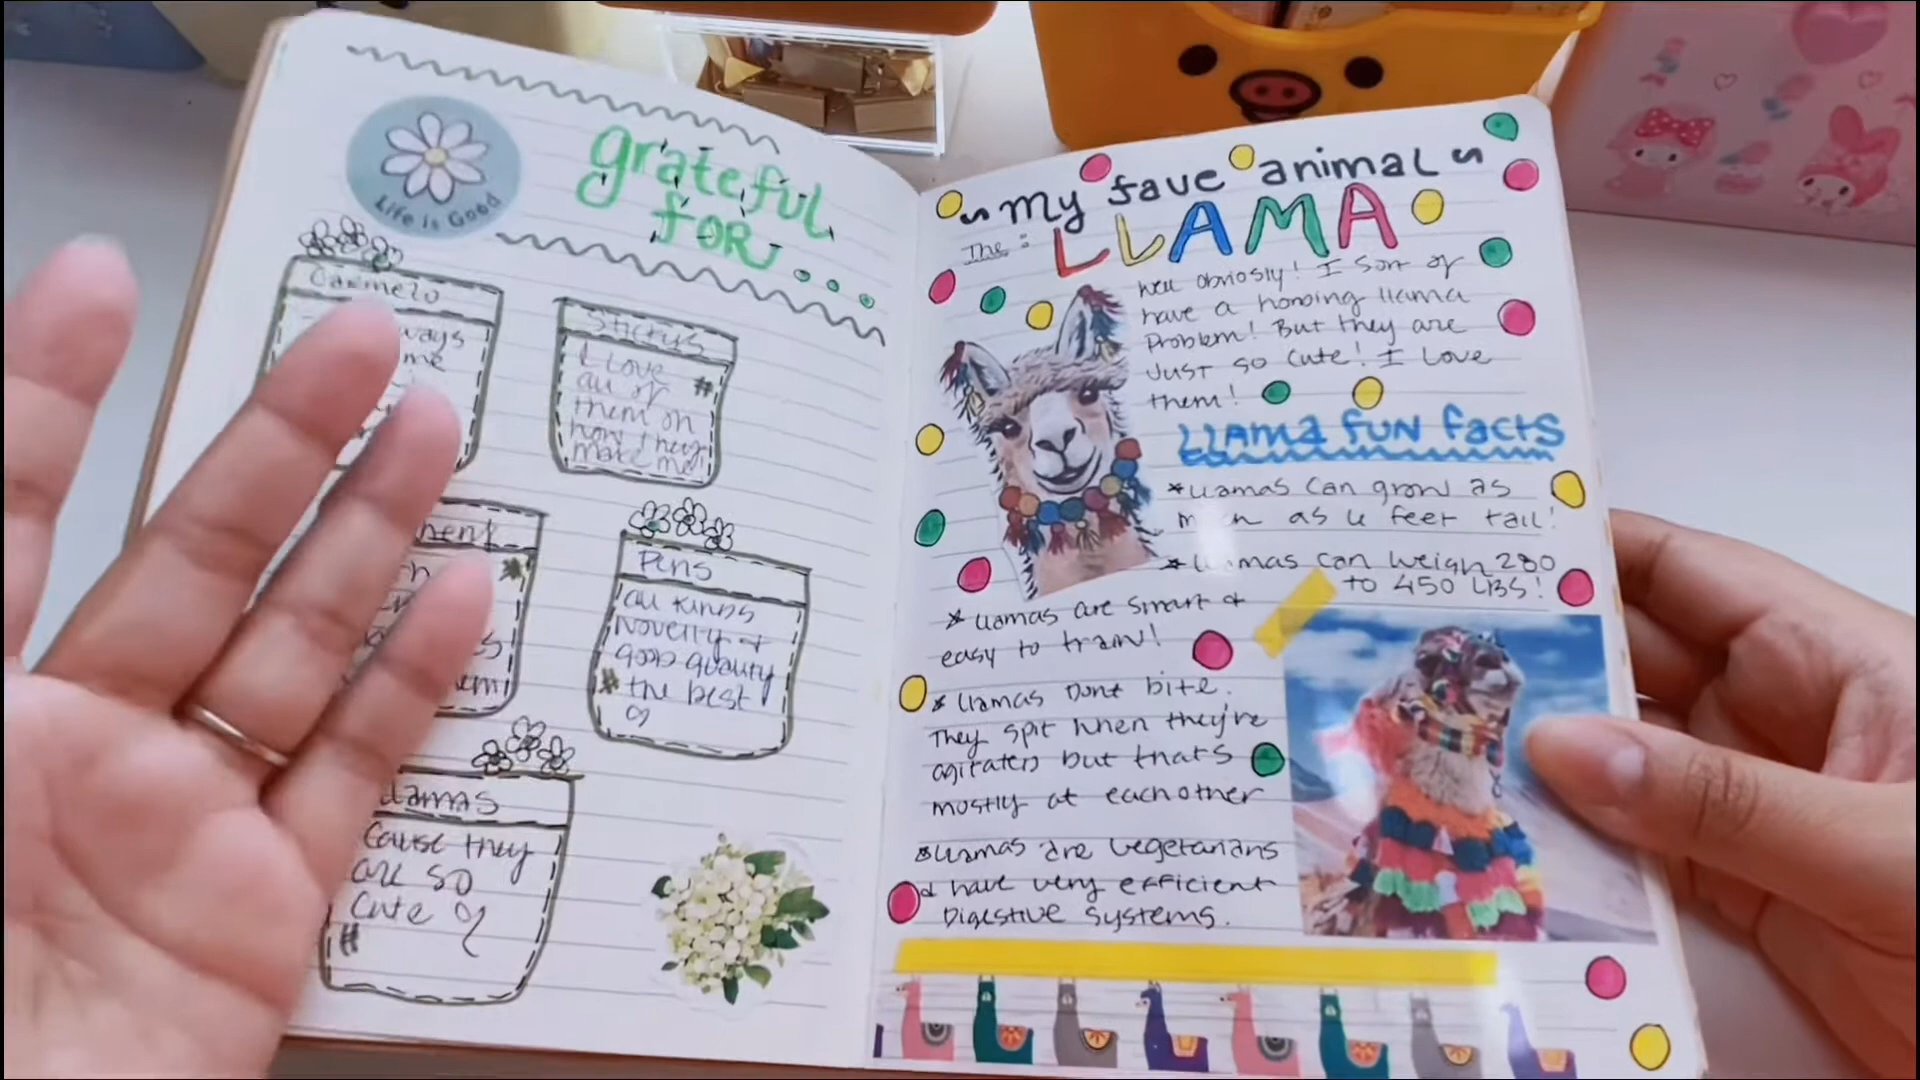 Life is Good
grateful
for...
Carmelo
ways
me
Stickus
I Love
all of
them on
how they
make me!
Pens
all kinds
Novelty &
good quality
the best
Llamas
Cause they
are so
cute
~ My fave animal ~
The: LLAMA
Well obviosly! I sort of
have a hording llama
Problem! But they are
Just so cute! I Love
them!
LLAMA FUN Facts
*Llamas can grow as
much as 6 feet tall!
*Llamas can weigh 280
to 450 LBS!
*Llamas are smart &
easy to train!
*Llamas Dont bite.
They spit when they're
agitated but thats
mostly at eachother
*Llamas are vegetarians
& have very efficient
Digestive systems.